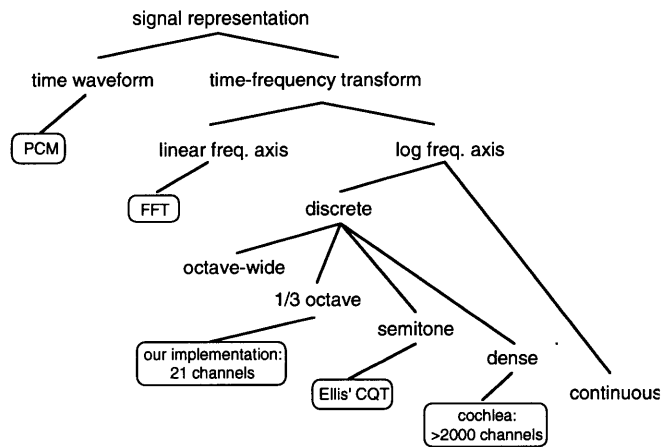 signal representation
time waveform
time-frequency transform
PCM
linear freq. axis
log freq. axis
FFT
discrete
octave-wide
1/3 octave
semitone
our implementation:
21 channels
dense
Ellis' CQT
continuous
cochlea:
>2000 channels